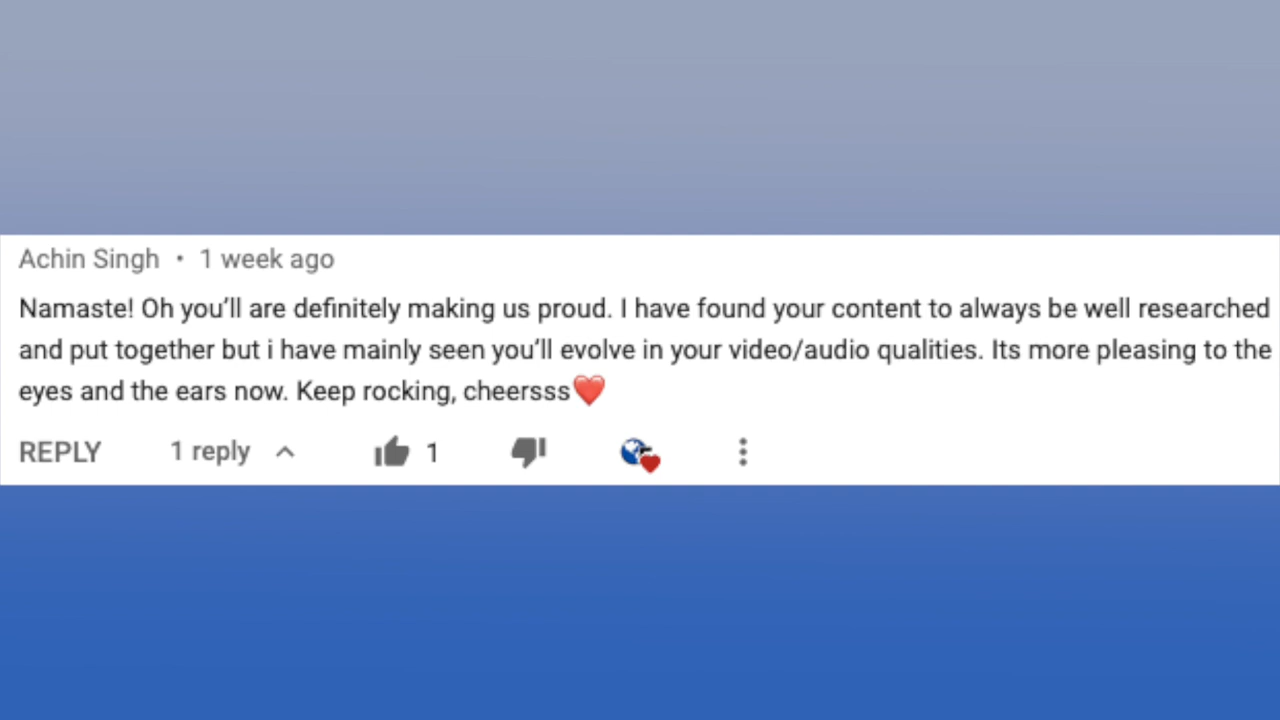 Achin Singh • 1 week ago
Namaste! Oh you’ll are definitely making us proud. I have found your content to always be well researched
and put together but i have mainly seen you’ll evolve in your video/audio qualities. Its more pleasing to the
eyes and the ears now. Keep rocking, cheersss❤️
REPLY 1 reply 1